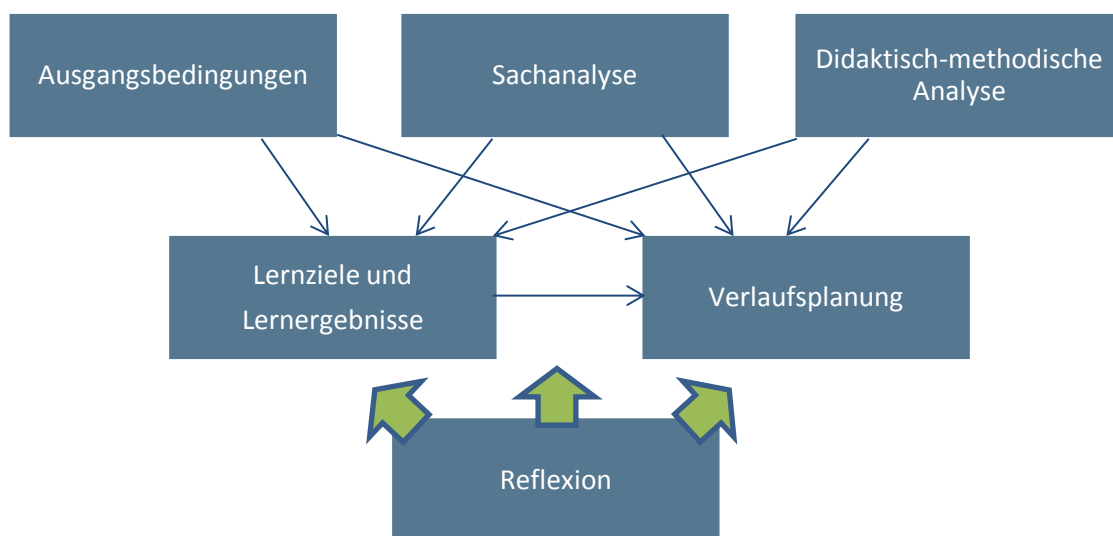 Ausgangsbedingungen
Sachanalyse
Didaktisch-methodische
Analyse
Lernziele und
Lernergebnisse
Verlaufsplanung
Reflexion